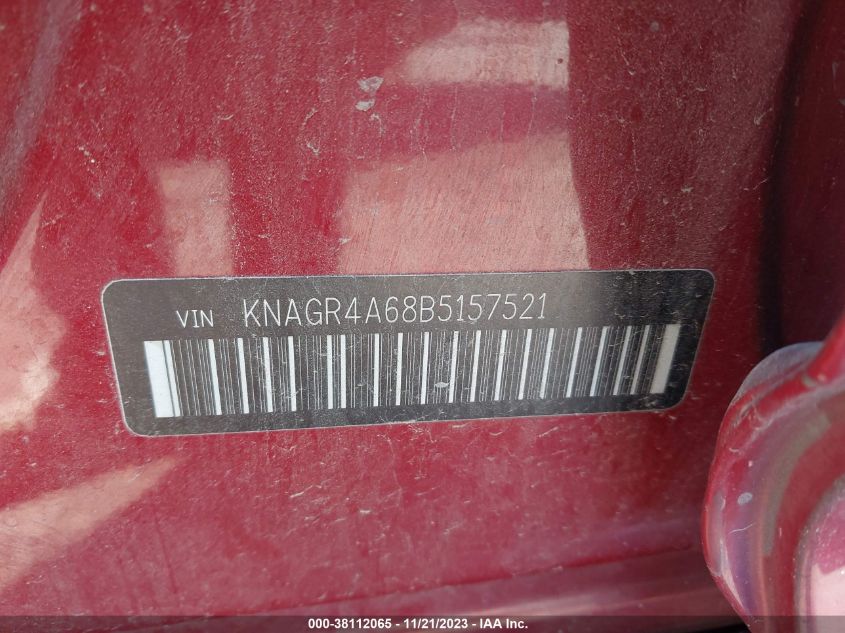 VIN KNAGR4A68B5157521
000-38112065 - 11/21/2023 - IAA Inc.